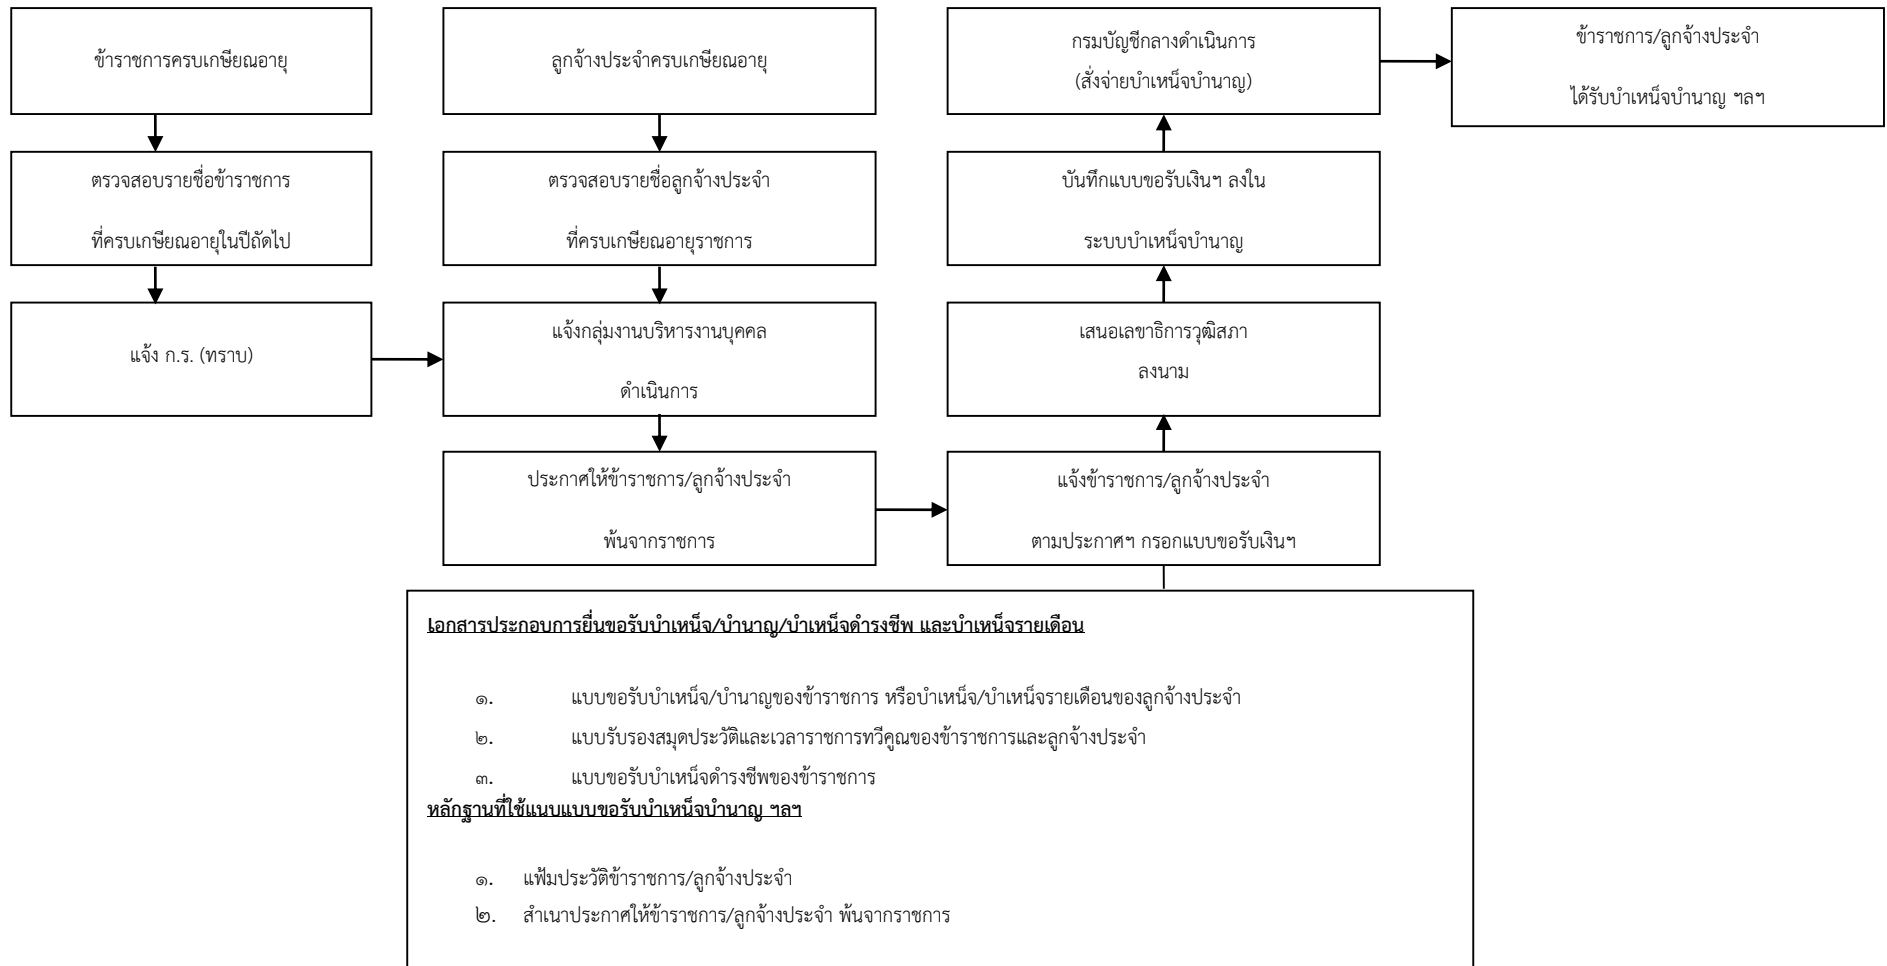 ข้าราชการครบเกษียณอายุ
ตรวจสอบรายชื่อข้าราชการ
ที่ครบเกษียณอายุในปีถัดไป
แจ้ง ก.ร. (ทราบ)
ลูกจ้างประจำครบเกษียณอายุ
ตรวจสอบรายชื่อลูกจ้างประจำ
ที่ครบเกษียณอายุราชการ
แจ้งกลุ่มงานบริหารงานบุคคล
ดำเนินการ
ประกาศให้ข้าราชการ/ลูกจ้างประจำ
พ้นจากราชการ
แจ้งข้าราชการ/ลูกจ้างประจำ
ตามประกาศฯ กรอกแบบขอรับเงินฯ
เสนอเลขาธิการวุฒิสภา
ลงนาม
บันทึกแบบขอรับเงินฯ ลงใน
ระบบบำเหน็จบำนาญ
กรมบัญชีกลางดำเนินการ
(สั่งจ่ายบำเหน็จบำนาญ)
ข้าราชการ/ลูกจ้างประจำ
ได้รับบำเหน็จบำนาญ ฯลฯ
เอกสารประกอบการยื่นขอรับบำเหน็จ/บำนาญ/บำเหน็จดำรงชีพ และบำเหน็จรายเดือน
๑. แบบขอรับบำเหน็จ/บำนาญของข้าราชการ หรือบำเหน็จ/บำเหน็จรายเดือนของลูกจ้างประจำ
๒. แบบรับรองสมุดประวัติและเวลาราชการทวีคูณของข้าราชการและลูกจ้างประจำ
๓. แบบขอรับบำเหน็จดำรงชีพของข้าราชการ
หลักฐานที่ใช้แนบแบบขอรับบำเหน็จบำนาญ ฯลฯ
๑. แฟ้มประวัติข้าราชการ/ลูกจ้างประจำ
๒. สำเนาประกาศให้ข้าราชการ/ลูกจ้างประจำ พ้นจากราชการ